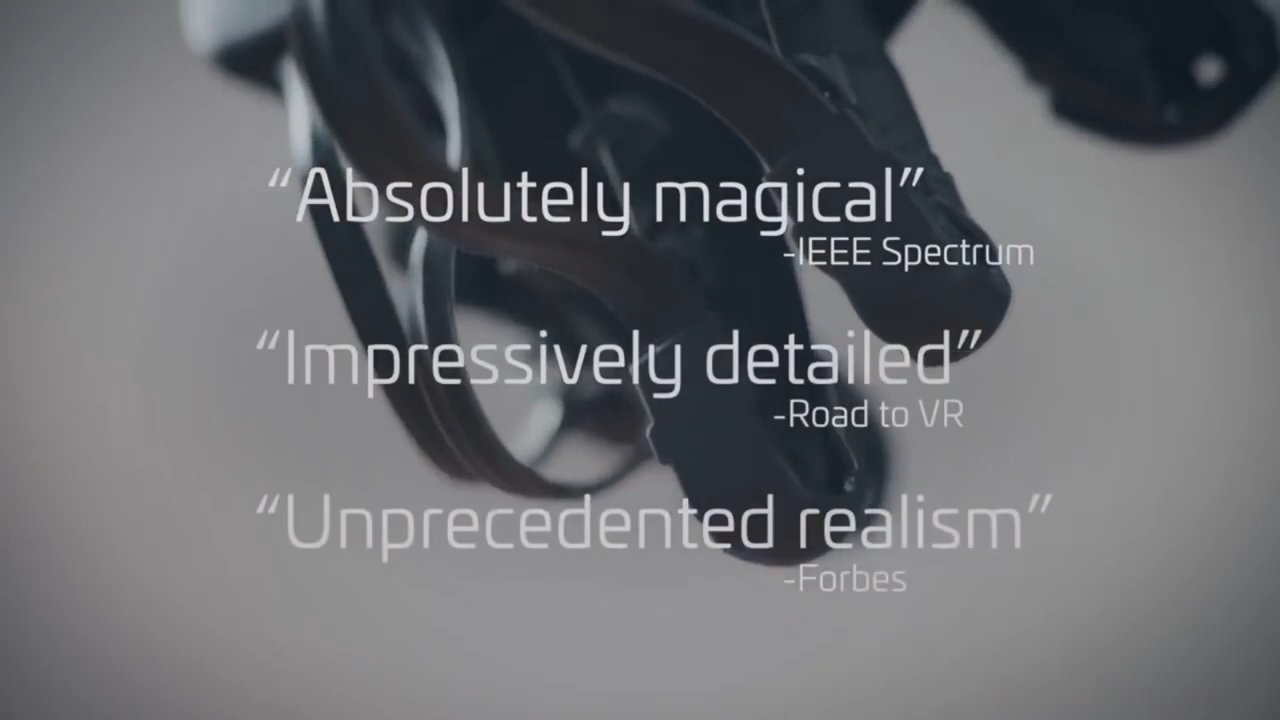 “Absolutely magical”
-IEEE Spectrum
“Impressively detailed”
-Road to VR
“Unprecedented realism”
-Forbes